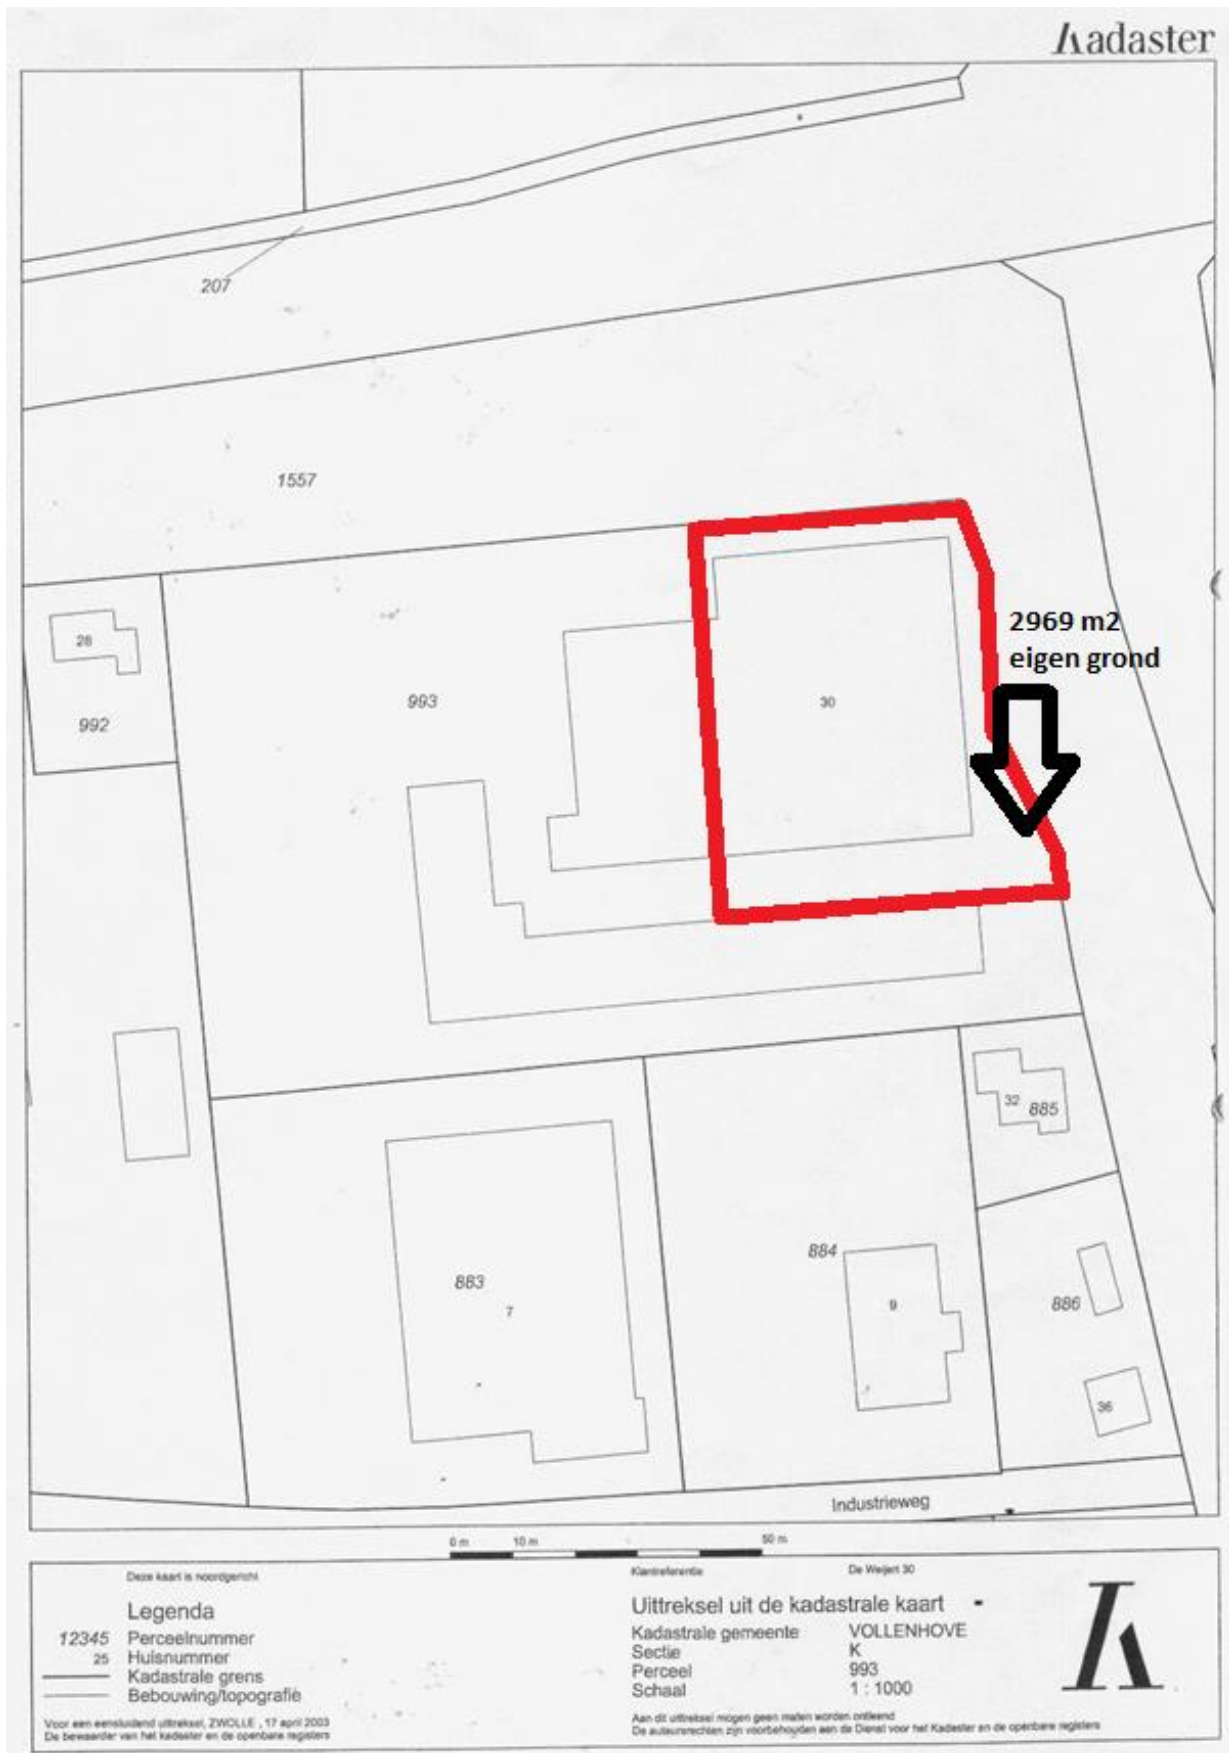 Kadaster
207
1557
2969 m2
eigen grond
28
993
30
992
32
885
884
883
9
7
886
36
Industrieweg
0 m 10 m 50 m
Deze kaart is noordgericht
Klantreferentie De Weijert 30
Legenda
Uittreksel uit de kadastrale kaart
12345 Perceelnummer
25 Huisnummer
Kadastrale grens
Bebouwing/topografie
Kadastrale gemeente VOLLENHOVE
Sectie K
Perceel 993
Schaal 1 : 1000
Voor een eensluidend uittreksel, ZWOLLE , 17 april 2003
De bewaarder van het kadaster en de openbare registers
Aan dit uittreksel mogen geen maten worden ontleend
De auteursrechten zijn voorbehouden aan de Dienst voor het Kadaster en de openbare registers